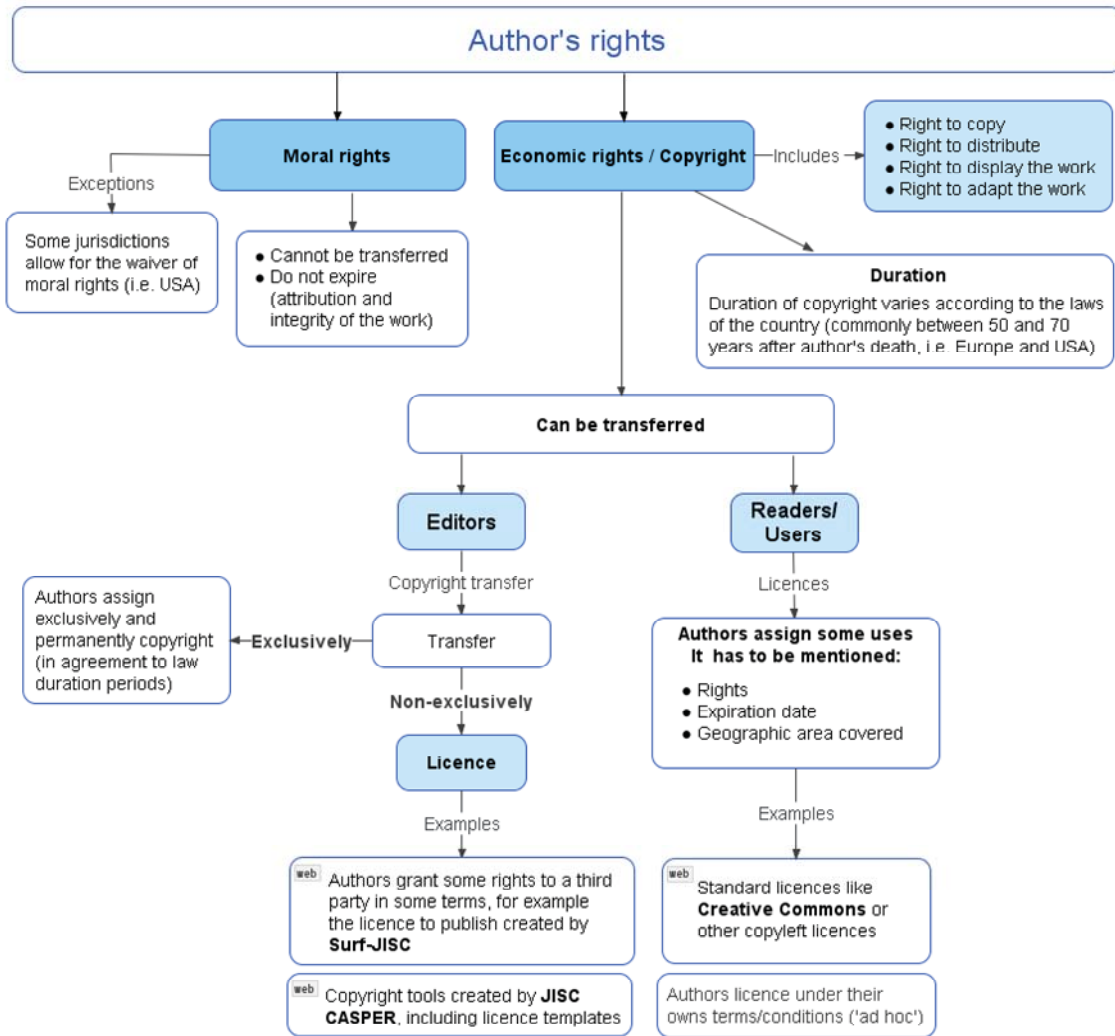 Author's rights
Moral rights
Economic rights / Copyright
Includes
● Right to copy
● Right to distribute
● Right to display the work
● Right to adapt the work
Exceptions
Some jurisdictions
allow for the waiver of
moral rights (i.e. USA)
● Cannot be transferred
● Do not expire
(attribution and
integrity of the work)
Duration
Duration of copyright varies according to the laws
of the country (commonly between 50 and 70
years after author's death, i.e. Europe and USA)
Can be transferred
Editors
Readers/
Users
Copyright transfer
Licences
Authors assign
exclusively and
permanently copyright
(in agreement to law
duration periods)
Exclusively
Transfer
Non-exclusively
Licence
Authors assign some uses
It has to be mentioned:
● Rights
● Expiration date
● Geographic area covered
Examples
Examples
web
Authors grant some rights to a third
party in some terms, for example
the licence to publish created by
Surf-JISC
web
Standard licences like
Creative Commons or
other copyleft licences
web
Copyright tools created by JISC
CASPER, including licence templates
Authors licence under their
owns terms/conditions ('ad hoc')